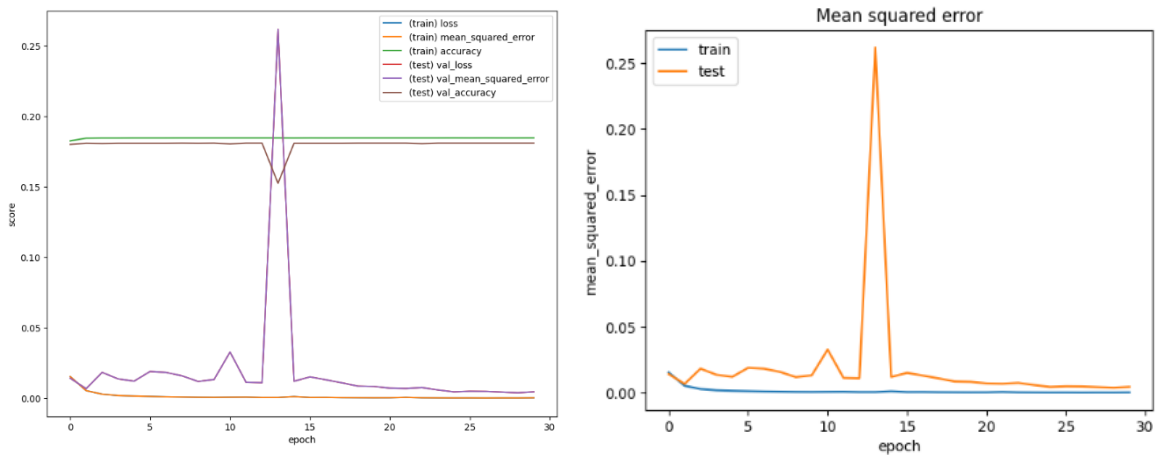 (train) loss
(train) mean_squared_error
(train) accuracy
(test) val_loss
(test) val_mean_squared_error
(test) val_accuracy
score
0.25
0.20
0.15
0.10
0.05
0.00
0 5 10 15 20 25 30
epoch
Mean squared error
train
test
mean_squared_error
0.25
0.20
0.15
0.10
0.05
0.00
0 5 10 15 20 25 30
epoch